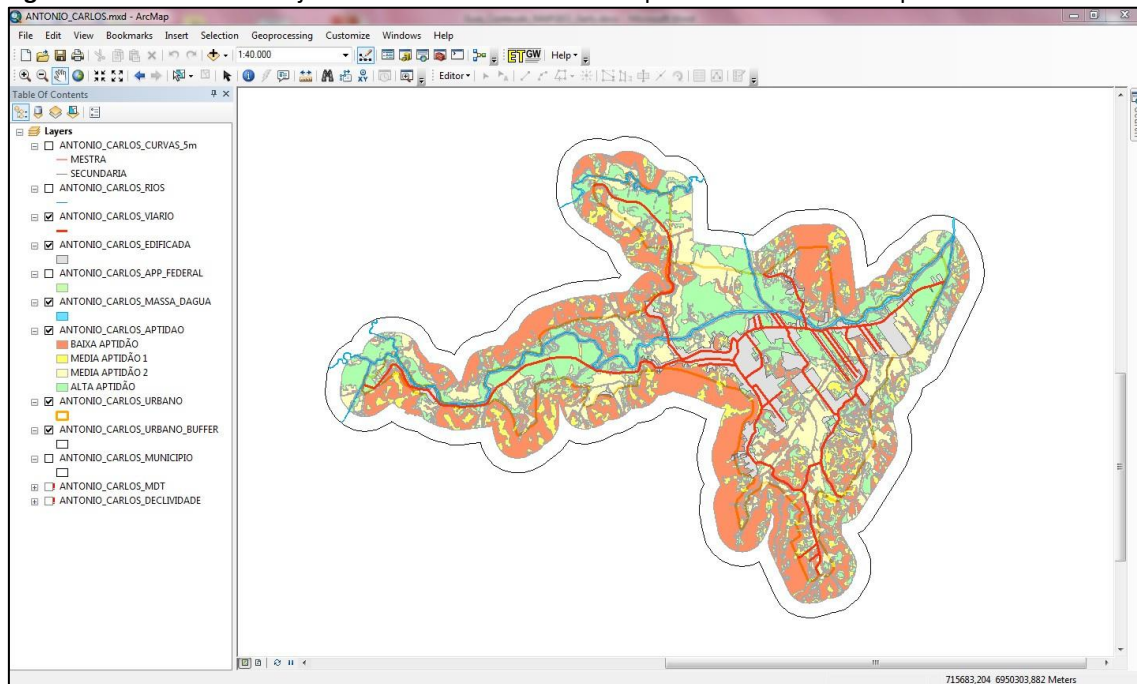 ANTONIO_CARLOS.mxd - ArcMap
File Edit View Bookmarks Insert Selection Geoprocessing Customize Windows Help
1:40.000
ET GW Help
Editor
Table Of Contents
Layers
ANTONIO_CARLOS_CURVAS_5m
MESTRA
SECUNDARIA
ANTONIO_CARLOS_RIOS
ANTONIO_CARLOS_VIARIO
ANTONIO_CARLOS_EDIFICADA
ANTONIO_CARLOS_APP_FEDERAL
ANTONIO_CARLOS_MASSA_DAGUA
ANTONIO_CARLOS_APTIDAO
BAIXA APTIDÃO
MEDIA APTIDÃO 1
MEDIA APTIDÃO 2
ALTA APTIDÃO
ANTONIO_CARLOS_URBANO
ANTONIO_CARLOS_URBANO_BUFFER
ANTONIO_CARLOS_MUNICIPIO
ANTONIO_CARLOS_MDT
ANTONIO_CARLOS_DECLIVIDADE
715683,204 6950303,882 Meters